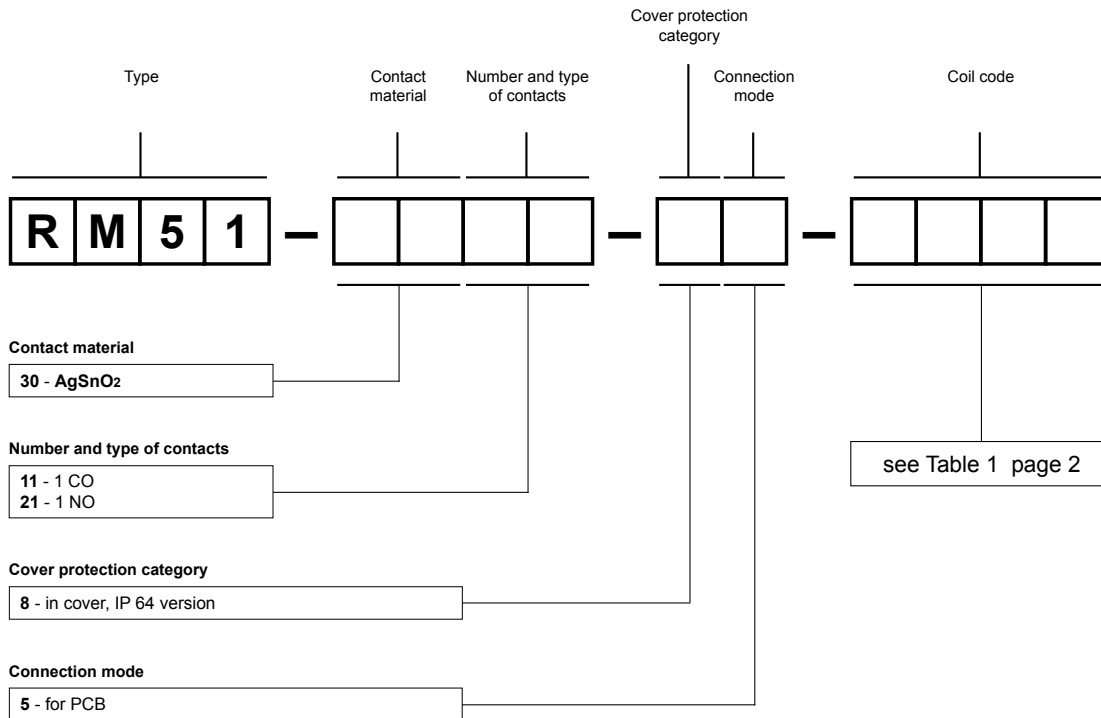 Cover protection
category
Type
Contact
material
Number and type
of contacts
Connection
mode
Coil code
R M 5 1 – – –
Contact material
30 - AgSnO2
Number and type of contacts
11 - 1 CO
21 - 1 NO
see Table 1 page 2
Cover protection category
8 - in cover, IP 64 version
Connection mode
5 - for PCB